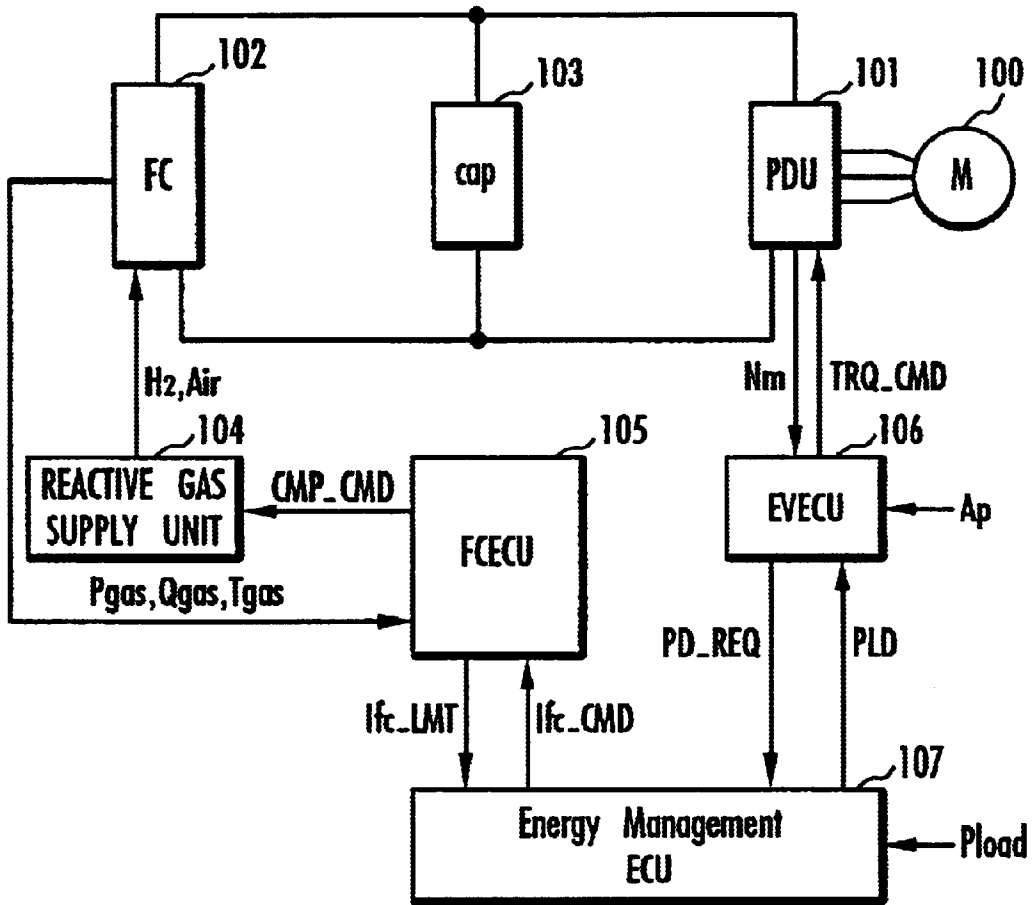 102
103
101
100
FC
cap
PDU
M
H2,Air
Nm
TRQ_CMD
104
105
106
REACTIVE GAS
SUPPLY UNIT
CMP_CMD
FCECU
EVECU
Ap
Pgas,Qgas,Tgas
PD_REQ
PLD
Ifc_LMT
Ifc_CMD
107
Energy Management
ECU
Pload